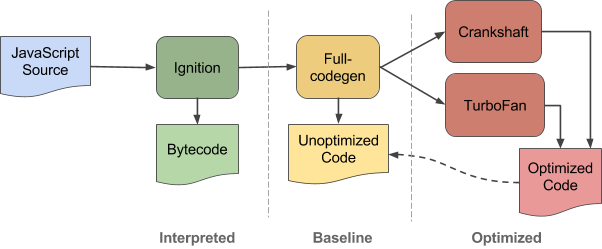 JavaScript
Source
Ignition
Full-
codegen
Crankshaft
TurboFan
Bytecode
Unoptimized
Code
Optimized
Code
Interpreted
Baseline
Optimized